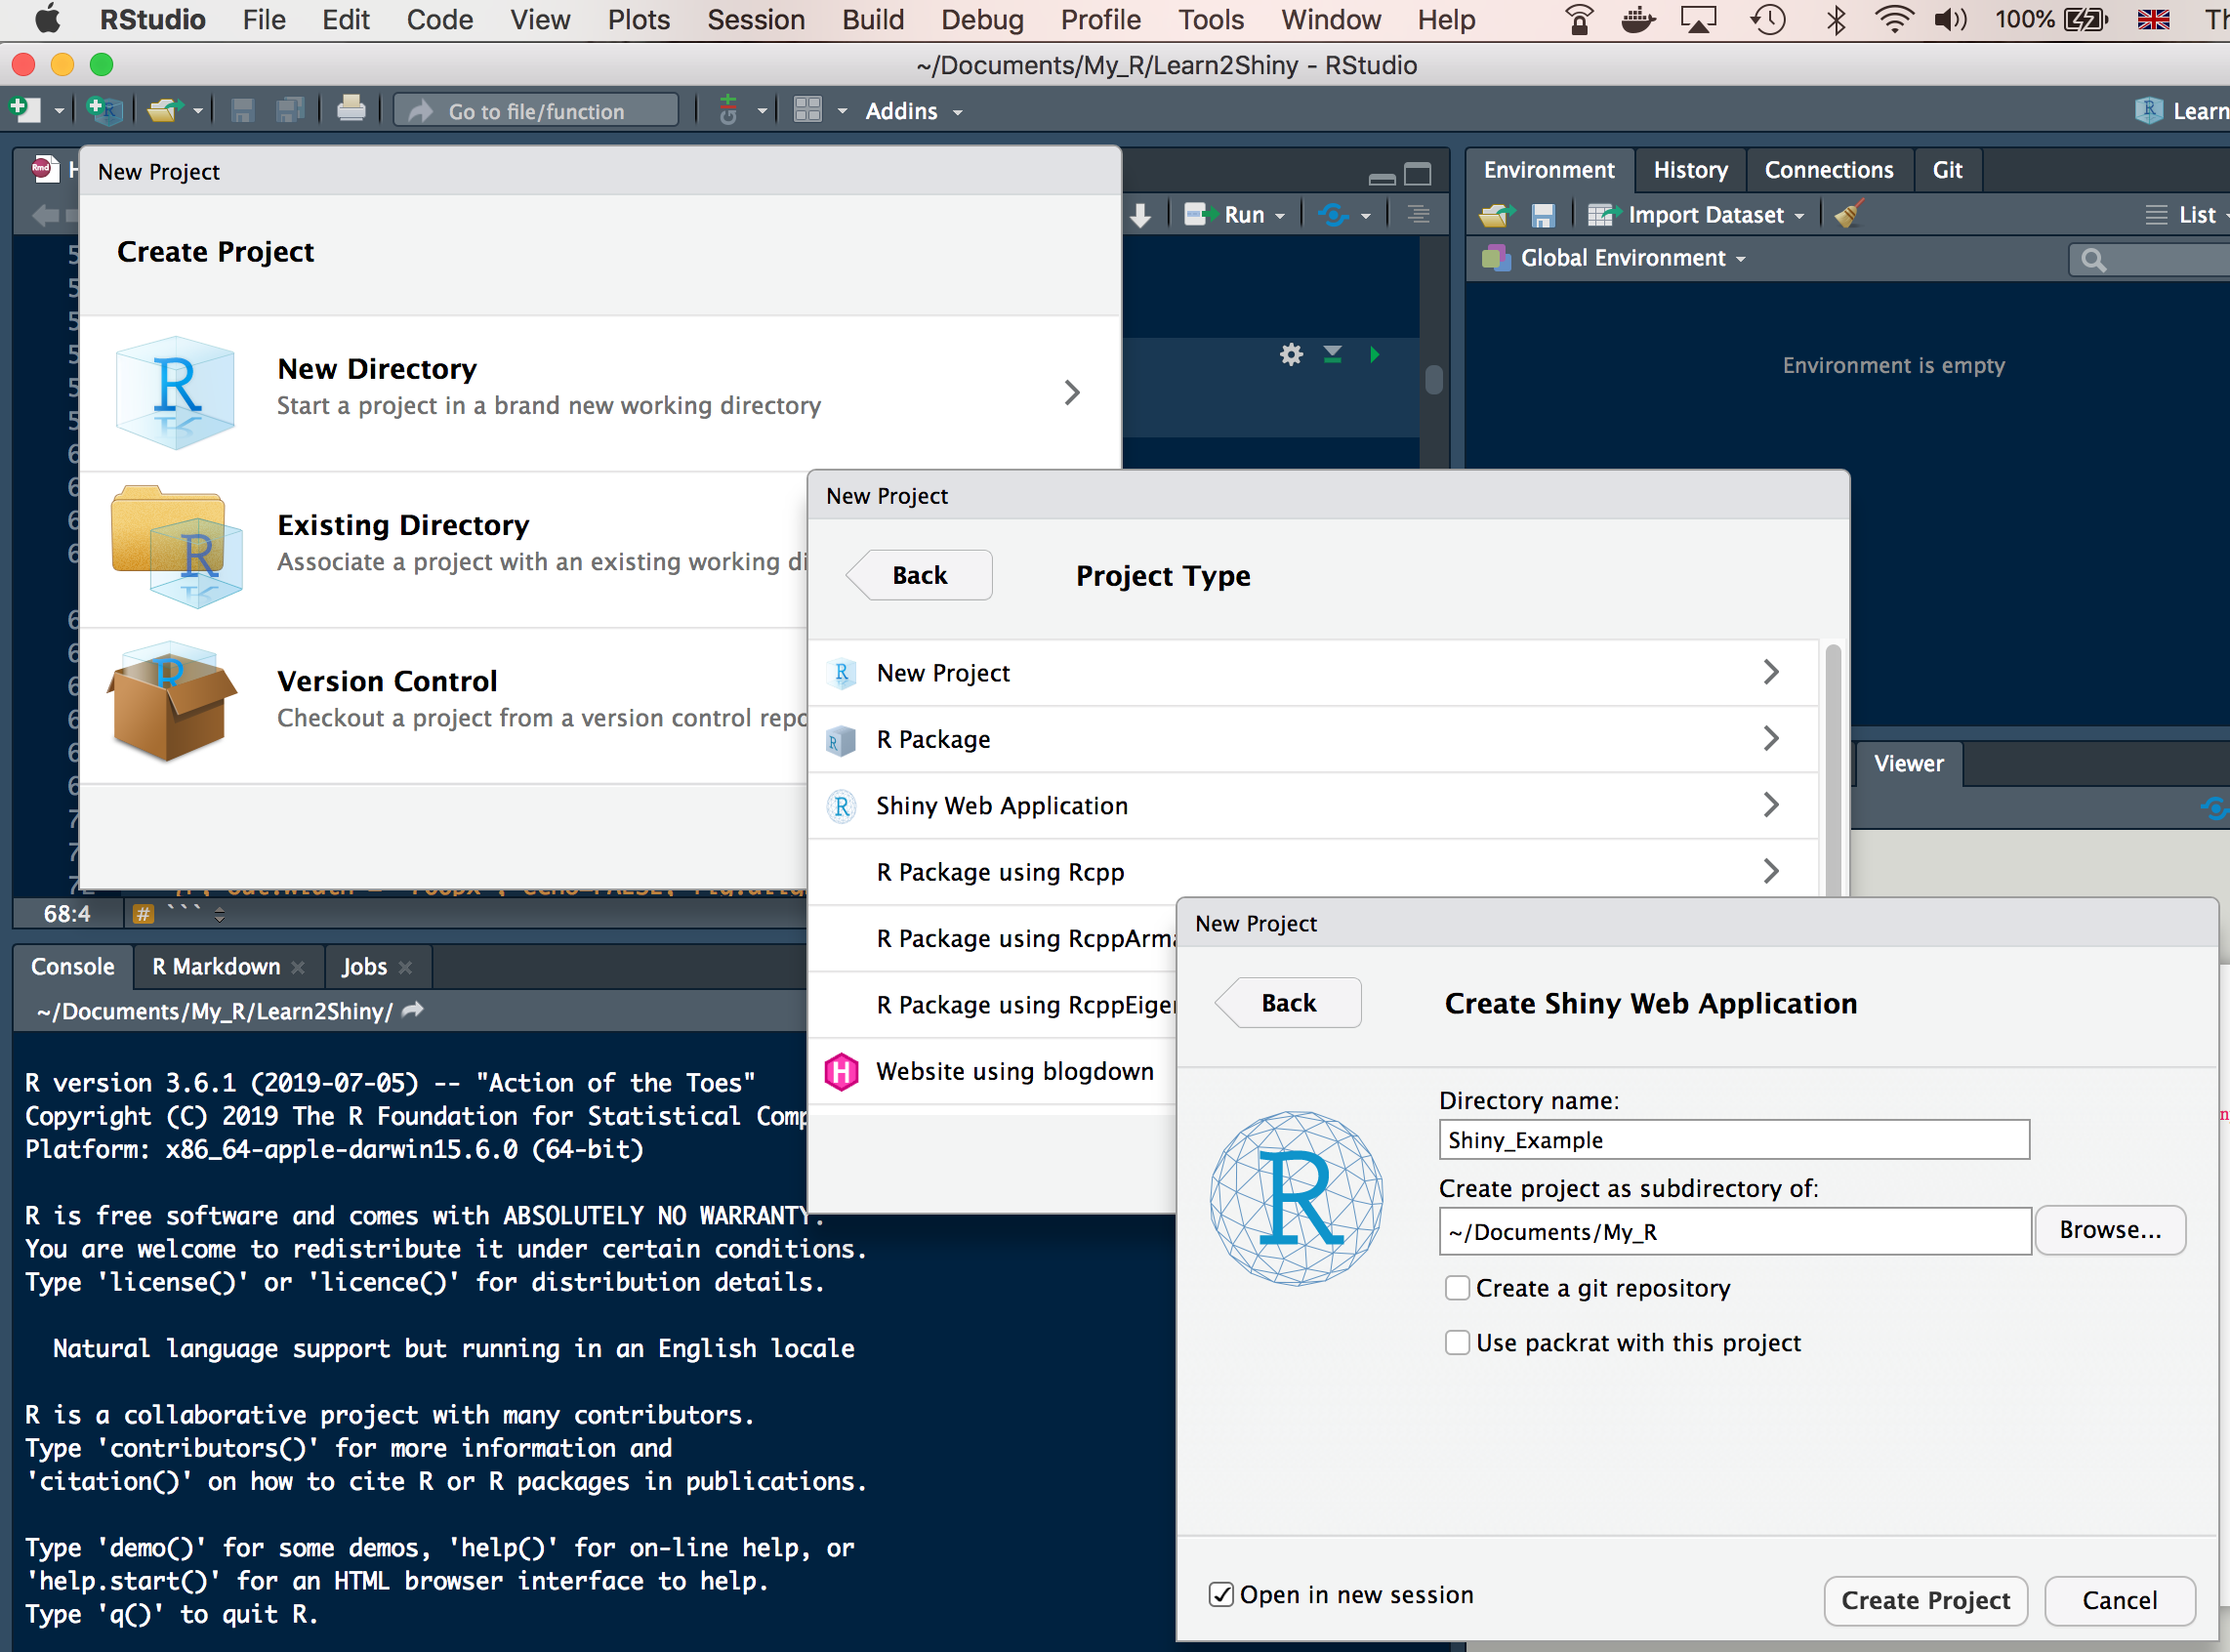 RStudio File Edit Code View Plots Session Build Debug Profile Tools Window Help 100%
~/Documents/My_R/Learn2Shiny - RStudio
Go to file/function Addins Learn
New Project
Create Project
New Directory
Start a project in a brand new working directory
Existing Directory
Associate a project with an existing working di
Version Control
Checkout a project from a version control repo
Run
Environment History Connections Git
Import Dataset List
Global Environment
Environment is empty
Viewer
New Project
Back Project Type
New Project
R Package
Shiny Web Application
R Package using Rcpp
R Package using RcppArma
R Package using RcppEige
Website using blogdown
New Project
Back Create Shiny Web Application
Directory name:
Shiny_Example
Create project as subdirectory of:
~/Documents/My_R Browse...
Create a git repository
Use packrat with this project
Open in new session Create Project Cancel
68:4 # ```
Console R Markdown Jobs
~/Documents/My_R/Learn2Shiny/
R version 3.6.1 (2019-07-05) -- "Action of the Toes"
Copyright (C) 2019 The R Foundation for Statistical Comp
Platform: x86_64-apple-darwin15.6.0 (64-bit)
R is free software and comes with ABSOLUTELY NO WARRANTY.
You are welcome to redistribute it under certain conditions.
Type 'license()' or 'licence()' for distribution details.
Natural language support but running in an English locale
R is a collaborative project with many contributors.
Type 'contributors()' for more information and
'citation()' on how to cite R or R packages in publications.
Type 'demo()' for some demos, 'help()' for on-line help, or
'help.start()' for an HTML browser interface to help.
Type 'q()' to quit R.